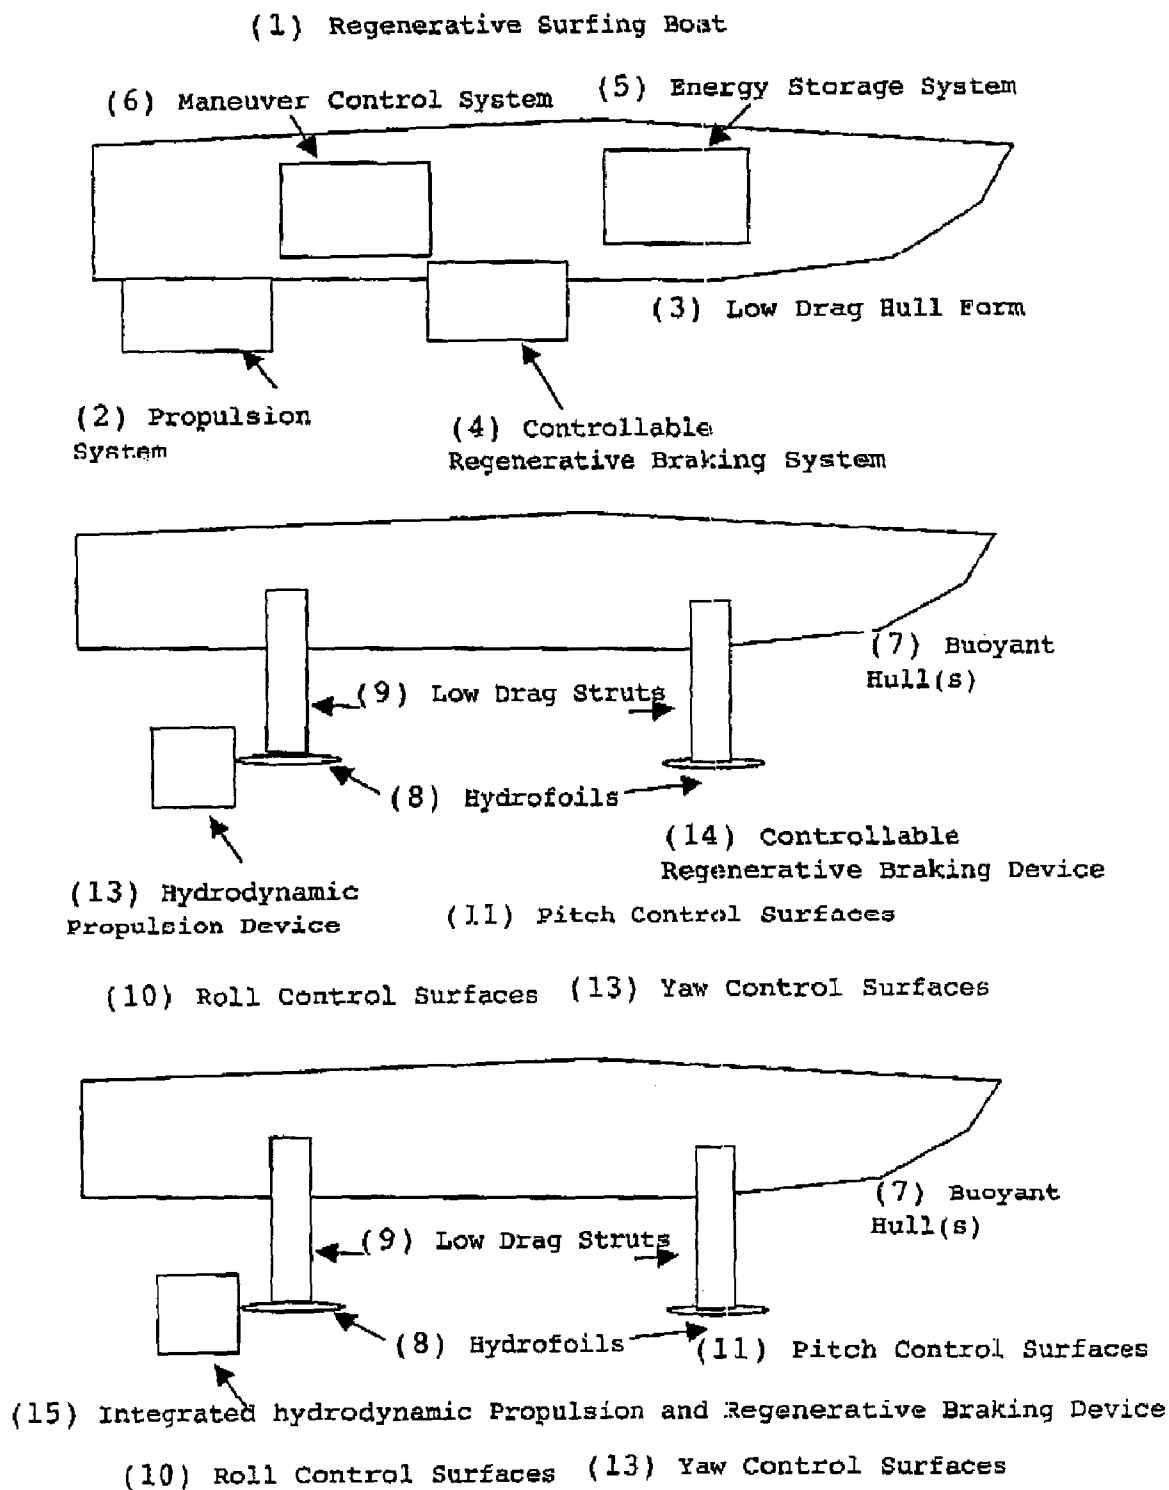 (1) Regenerative Surfing Boat
(6) Maneuver Control System
(5) Energy Storage System
(3) Low Drag Hull Form
(2) Propulsion
System
(4) Controllable
Regenerative Braking System
(7) Buoyant
Hull(s)
(9) Low Drag Struts
(8) Hydrofoils
(14) Controllable
Regenerative Braking Device
(13) Hydrodynamic
Propulsion Device
(11) Pitch Control Surfaces
(10) Roll Control Surfaces (13) Yaw Control Surfaces
(7) Buoyant
Hull(s)
(9) Low Drag Struts
(8) Hydrofoils
(11) Pitch Control Surfaces
(15) Integrated hydrodynamic Propulsion and Regenerative Braking Device
(10) Roll Control Surfaces (13) Yaw Control Surfaces